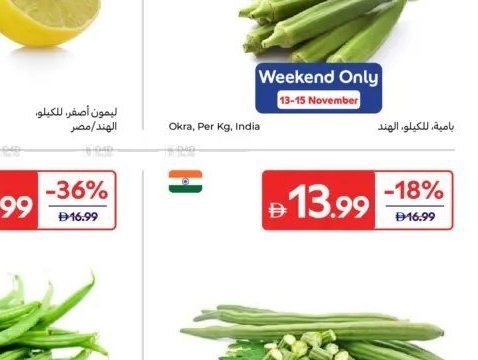 Weekend Only
13-15 November
ليمون أصفر، للكيلو،
الهند/مصر
Okra, Per Kg, India
بامية، للكيلو، الهند
99
-36%
16.99
13.99
-18%
16.99